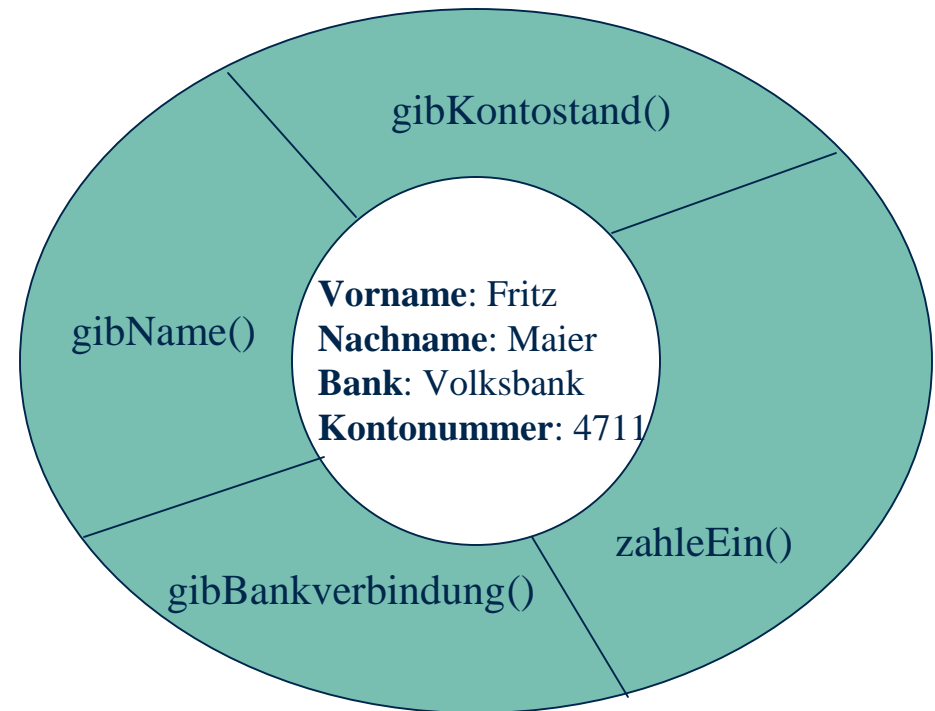 gibKontostand()
gibName()
Vorname: Fritz
Nachname: Maier
Bank: Volksbank
Kontonummer: 4711
zahleEin()
gibBankverbindung()